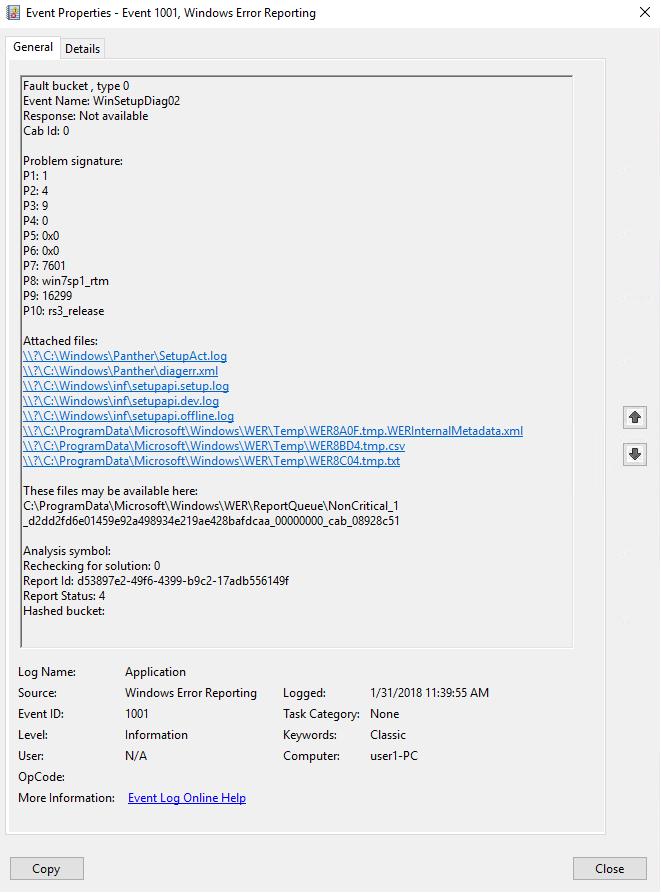 Event Properties - Event 1001, Windows Error Reporting
General
Details
Fault bucket , type 0
Event Name: WinSetupDiag02
Response: Not available
Cab Id: 0
Problem signature:
P1: 1
P2: 4
P3: 9
P4: 0
P5: 0x0
P6: 0x0
P7: 7601
P8: win7sp1_rtm
P9: 16299
P10: rs3_release
Attached files:
\\?\C:\Windows\Panther\SetupAct.log
\\?\C:\Windows\Panther\diagerr.xml
\\?\C:\Windows\inf\setupapi.setup.log
\\?\C:\Windows\inf\setupapi.dev.log
\\?\C:\Windows\inf\setupapi.offline.log
\\?\C:\ProgramData\Microsoft\Windows\WER\Temp\WER8A0F.tmp.WERInternalMetadata.xml
\\?\C:\ProgramData\Microsoft\Windows\WER\Temp\WER8BD4.tmp.csv
\\?\C:\ProgramData\Microsoft\Windows\WER\Temp\WER8C04.tmp.txt
These files may be available here:
C:\ProgramData\Microsoft\Windows\WER\ReportQueue\NonCritical_1
_d2dd2fd6e01459e92a498934e219ae428bafdcaa_00000000_cab_08928c51
Analysis symbol:
Rechecking for solution: 0
Report Id: d53897e2-49f6-4399-b9c2-17adb556149f
Report Status: 4
Hashed bucket:
Log Name: Application
Source: Windows Error Reporting Logged: 1/31/2018 11:39:55 AM
Event ID: 1001 Task Category: None
Level: Information Keywords: Classic
User: N/A Computer: user1-PC
OpCode:
More Information: Event Log Online Help
Copy
Close